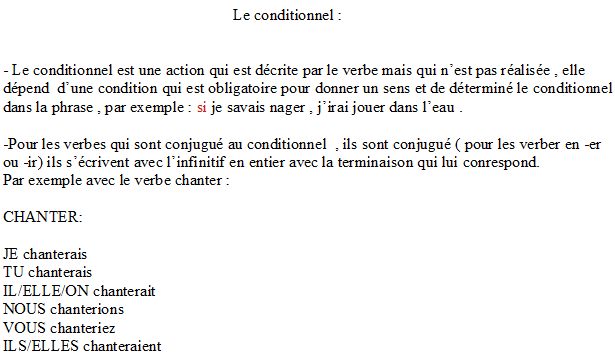 Le conditionnel :
- Le conditionnel est une action qui est décrite par le verbe mais qui n’est pas réalisée , elle
dépend d’une condition qui est obligatoire pour donner un sens et de déterminé le conditionnel
dans la phrase , par exemple : si je savais nager , j’irai jouer dans l’eau .
-Pour les verbes qui sont conjugué au conditionnel , ils sont conjugué ( pour les verber en -er
ou -ir) ils s’écrivent avec l’infinitif en entier avec la terminaison qui lui conrespond.
Par exemple avec le verbe chanter :
CHANTER:
JE chanterais
TU chanterais
IL/ELLE/ON chanterait
NOUS chanterions
VOUS chanteriez
ILS/ELLES chanteraient